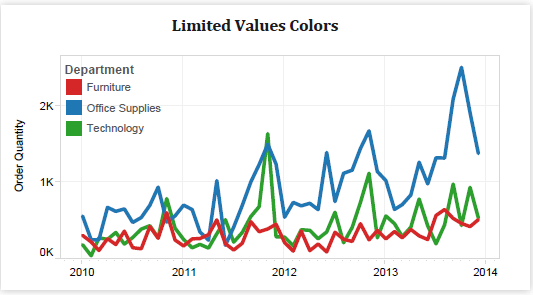 Limited Values Colors
Department
Furniture
Office Supplies
Technology
Order Quantity
2K
1K
0K
2010 2011 2012 2013 2014